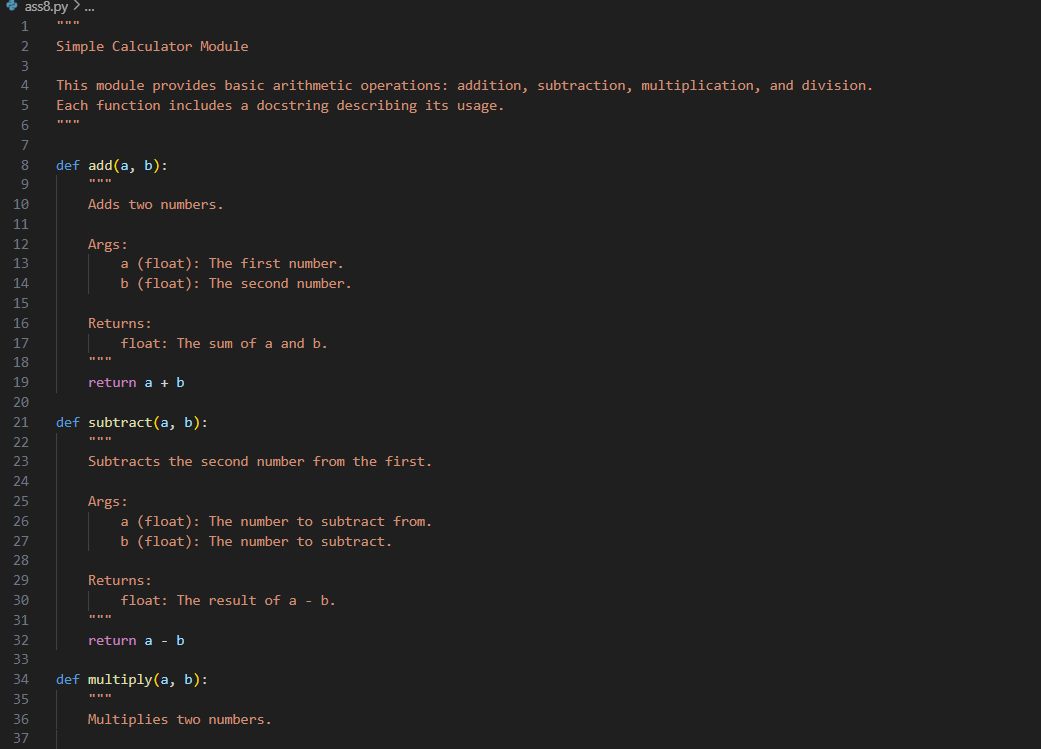 ass8.py > ...
1 """
2 Simple Calculator Module
3
4 This module provides basic arithmetic operations: addition, subtraction, multiplication, and division.
5 Each function includes a docstring describing its usage.
6 """
7
8 def add(a, b):
9     """
10     Adds two numbers.
11
12     Args:
13         a (float): The first number.
14         b (float): The second number.
15
16     Returns:
17         float: The sum of a and b.
18     """
19     return a + b
20
21 def subtract(a, b):
22     """
23     Subtracts the second number from the first.
24
25     Args:
26         a (float): The number to subtract from.
27         b (float): The number to subtract.
28
29     Returns:
30         float: The result of a - b.
31     """
32     return a - b
33
34 def multiply(a, b):
35     """
36     Multiplies two numbers.
37